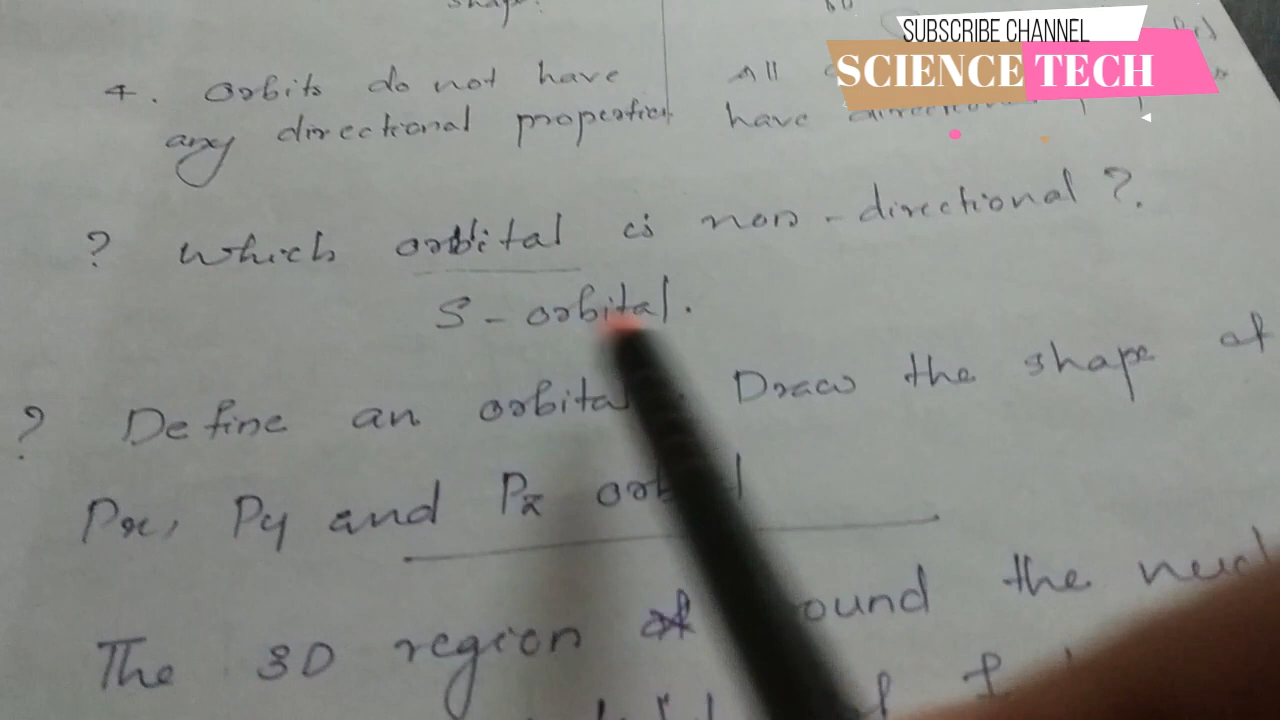 shape.
SUBSCRIBE CHANNEL
SCIENCE TECH
4. Orbits do not have
any directional properties.
All
have
? Which orbital is non-directional ?.
S-orbital.
? Define an orbital. Draw the shape of
Px, Py and Pz
The 3D region the